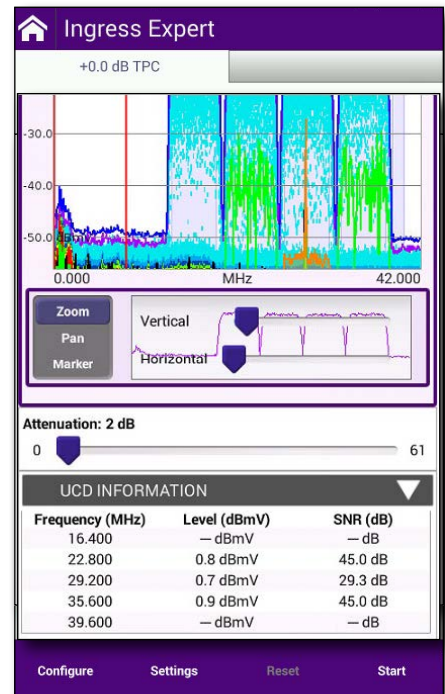 Ingress Expert
+0.0 dB TPC
-30.0
-40.0
-50.0 dBmV
0.000 MHz 42.000
Zoom
Pan
Marker
Vertical
Horizontal
Attenuation: 2 dB
0 61
UCD INFORMATION
Frequency (MHz) Level (dBmV) SNR (dB)
16.400 — dBmV — dB
22.800 0.8 dBmV 45.0 dB
29.200 0.7 dBmV 29.3 dB
35.600 0.9 dBmV 45.0 dB
39.600 — dBmV — dB
Configure Settings Reset Start